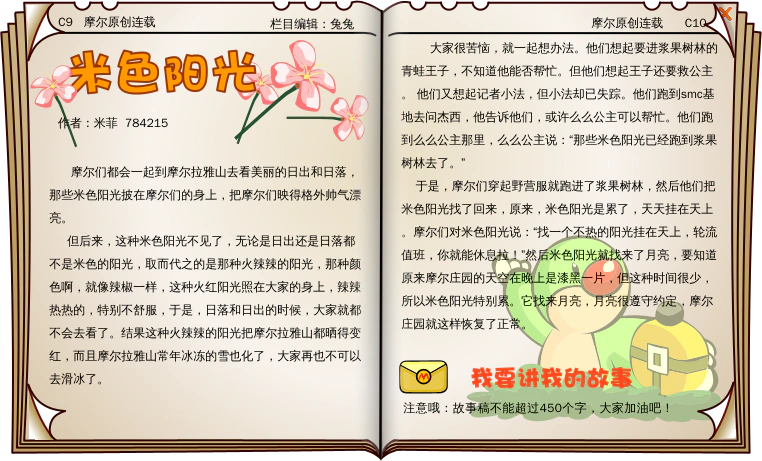 C9 摩尔原创连载
栏目编辑：兔兔
米色阳光
作者：米菲 784215
摩尔们都会一起到摩尔拉雅山去看美丽的日出和日落，
那些米色阳光披在摩尔们的身上，把摩尔们映得格外帅气漂
亮。
但后来，这种米色阳光不见了，无论是日出还是日落都
不是米色的阳光，取而代之的是那种火辣辣的阳光，那种颜
色啊，就像辣椒一样，这种火红阳光照在大家的身上，辣辣
热热的，特别不舒服，于是，日落和日出的时候，大家就都
不会去看了。结果这种火辣辣的阳光把摩尔拉雅山都晒得变
红，而且摩尔拉雅山常年冰冻的雪也化了，大家再也不可以
去滑冰了。
摩尔原创连载 C10
大家很苦恼，就一起想办法。他们想起要进浆果树林的
青蛙王子，不知道他能否帮忙。但他们想起王子还要救公主
。他们又想起记者小法，但小法却已失踪。他们跑到smc基
地去问杰西，他告诉他们，或许么么公主可以帮忙。他们跑
到么么公主那里，么么公主说：“那些米色阳光已经跑到浆果
树林去了。”
于是，摩尔们穿起野营服就跑进了浆果树林，然后他们把
米色阳光找了回来，原来，米色阳光是累了，天天挂在天上
。摩尔们对米色阳光说：“找一个不热的阳光挂在天上，轮流
值班，你就能休息拉！”然后米色阳光就找来了月亮，要知道
原来摩尔庄园的天空在晚上是漆黑一片，但这种时间很少，
所以米色阳光特别累。它找来月亮，月亮很遵守约定，摩尔
庄园就这样恢复了正常。
我要讲我的故事
注意哦：故事稿不能超过450个字，大家加油吧！